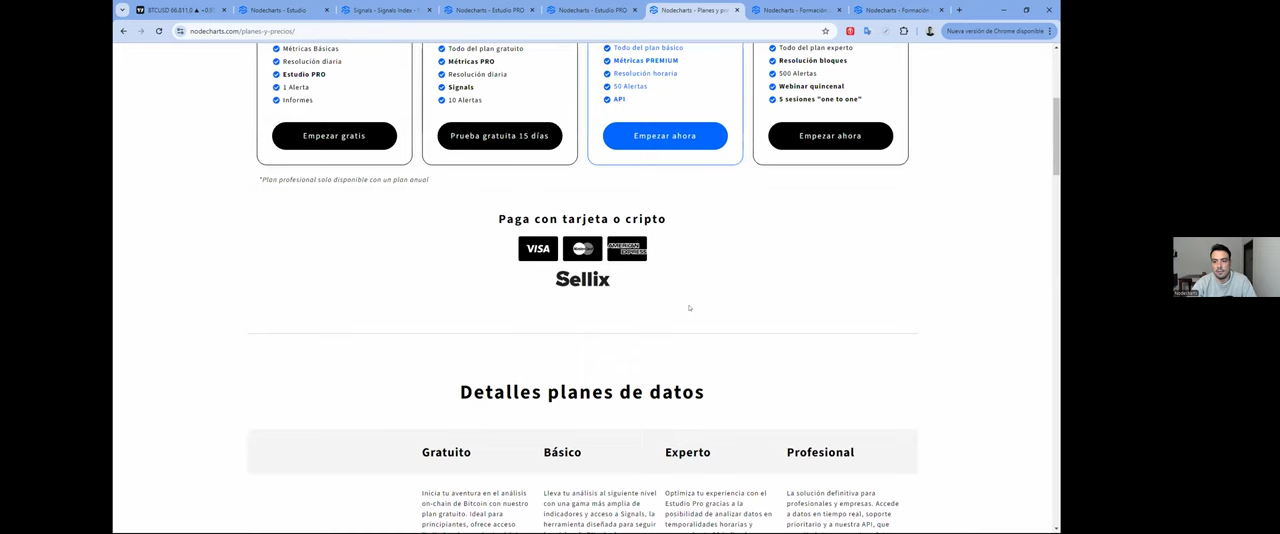 BTCUSD 66.811,0 ▲ +0.9
Nodecharts - Estudio
Signals - Signals Index -
Nodecharts - Estudio PRO
Nodecharts - Estudio PRO
Nodecharts - Planes y
Nodecharts - Formación
Nodecharts - Formación
nodecharts.com/planes-y-precios/
Nueva versión de Chrome disponible
Métricas Básicas
Resolución diaria
Estudio PRO
1 Alerta
Informes
Empezar gratis
Todo del plan gratuito
Métricas PRO
Resolución diaria
Signals
10 Alertas
Prueba gratuita 15 días
Todo del plan básico
Métricas PREMIUM
Resolución horaria
50 Alertas
API
Empezar ahora
Todo del plan experto
Resolución bloques
500 Alertas
Webinar quincenal
5 sesiones "one to one"
Empezar ahora
*Plan profesional solo disponible con un plan anual
Paga con tarjeta o cripto
VISA MasterCard AMERICAN EXPRESS
Sellix
Detalles planes de datos
Gratuito Básico Experto Profesional
Inicia tu aventura en el análisis
on-chain de Bitcoin con nuestro
plan gratuito. Ideal para
principiantes, ofrece acceso
Lleva tu análisis al siguiente nivel
con una gama más amplia de
indicadores y acceso a Signals, la
herramienta diseñada para seguir
Optimiza tu experiencia con el
Estudio Pro gracias a la
posibilidad de analizar datos en
temporalidades horarias y
La solución definitiva para
profesionales y empresas. Accede
a datos en tiempo real, soporte
prioritario y a nuestra API, que
Nodecharts